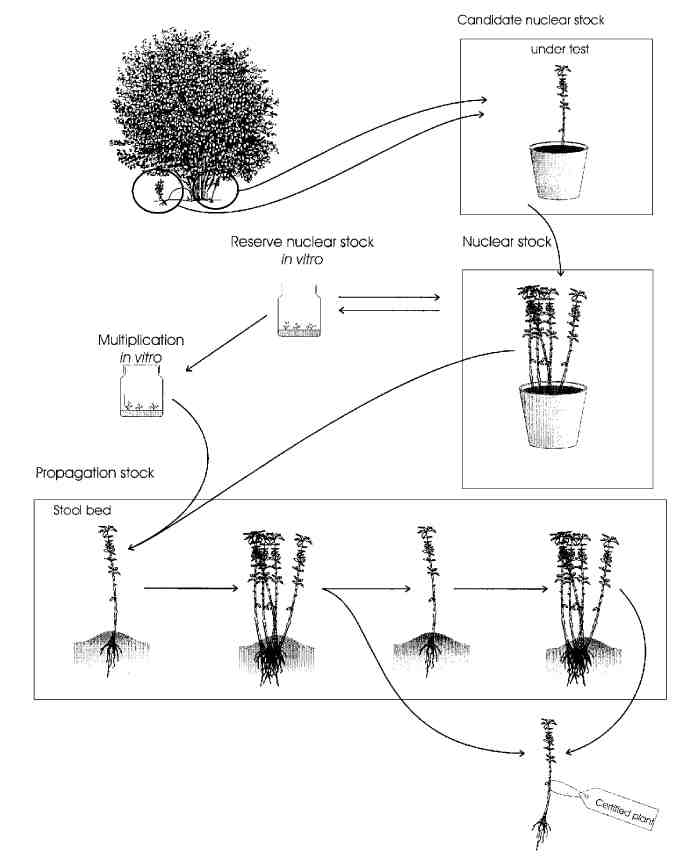 Candidate nuclear stock
under test
Reserve nuclear stock
in vitro
Nuclear stock
Multiplication
in vitro
Propagation stock
Stool bed
Certified plant